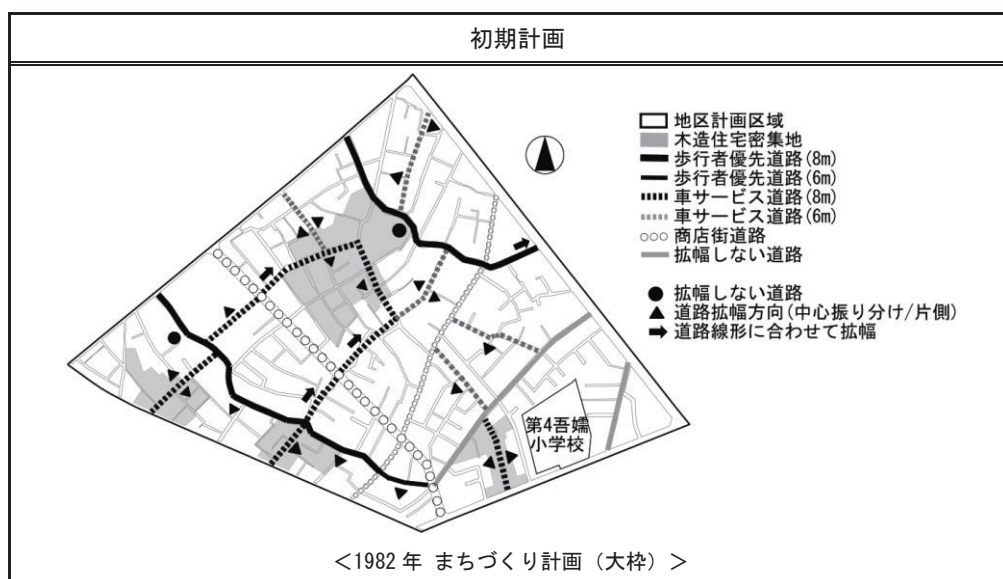 初期計画
地区計画区域
木造住宅密集地
歩行者優先道路(8m)
歩行者優先道路(6m)
車サービス道路(8m)
車サービス道路(6m)
商店街道路
拡幅しない道路
拡幅しない道路
道路拡幅方向(中心振り分け/片側)
道路線形に合わせて拡幅
第4吾嬬
小学校
＜1982年 まちづくり計画（大枠）＞